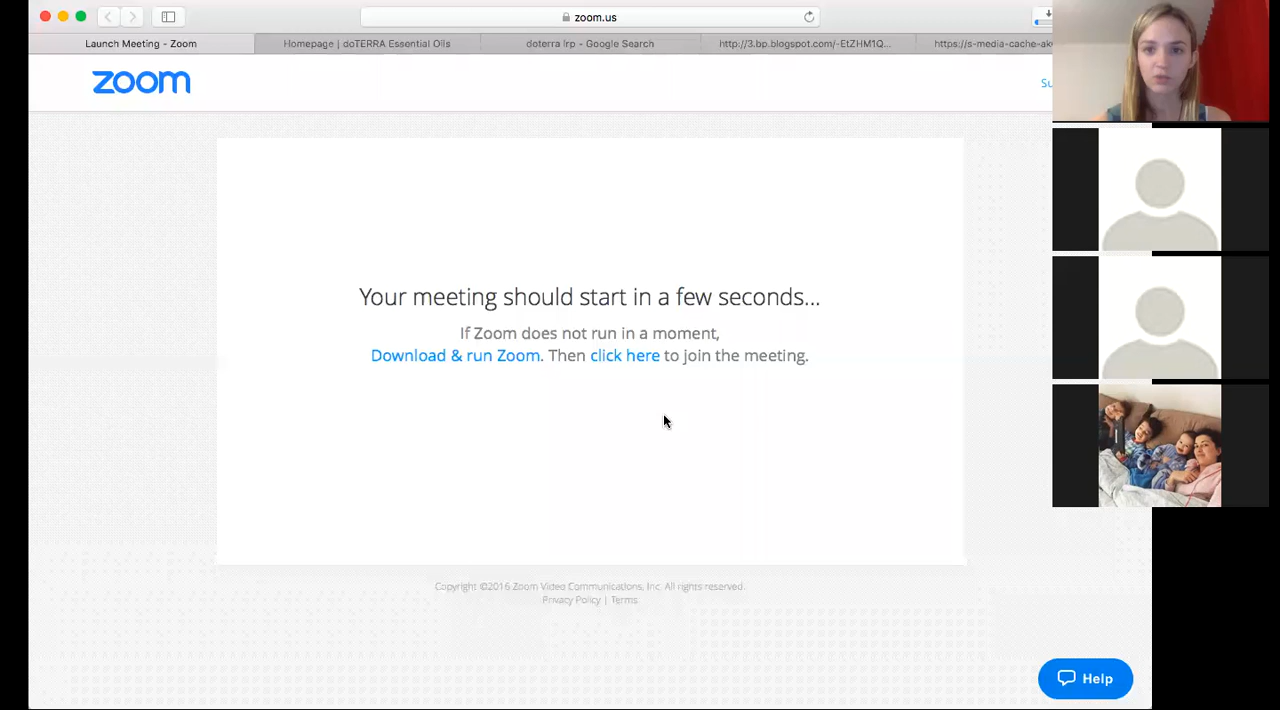 zoom.us
Launch Meeting - Zoom
Homepage | doTERRA Essential Oils
doterra lrp - Google Search
http://3.bp.blogspot.com/-EtZHM1Q...
https://s-media-cache-ak
zoom
Su
Your meeting should start in a few seconds...
If Zoom does not run in a moment,
Download & run Zoom. Then click here to join the meeting.
Copyright ©2016 Zoom Video Communications, Inc. All rights reserved.
Privacy Policy | Terms
Help